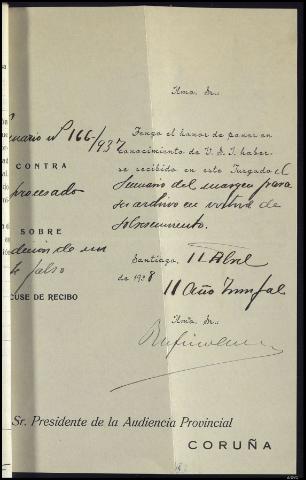 Ilmo. Sr.:
nario nº 166-/937
Tengo el honor de poner en
conocimiento de V. S. I. haber-
se recibido en este Juzgado el
CONTRA
procesado
Sumario del margen para
su archivo en virtud de
sobreseimiento.
SOBRE
de un
falso
Santiago, 11 Abril
de 1938
II Año Triunfal
CUSE DE RECIBO
Ilmo. Sr.
Sr. Presidente de la Audiencia Provincial
CORUÑA